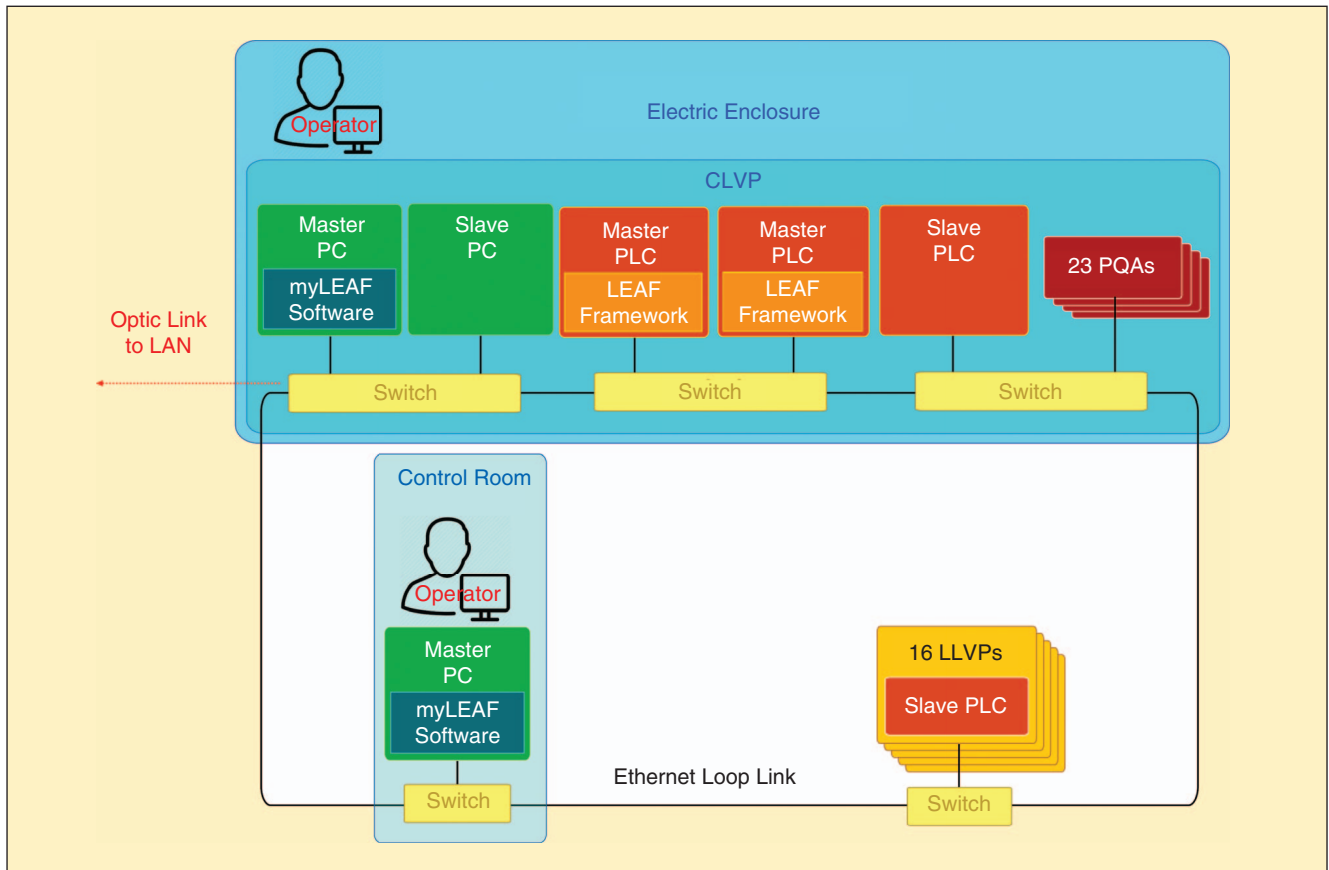 Electric Enclosure
Operator
CLVP
Master
PC
myLEAF
Software
Slave
PC
Master
PLC
LEAF
Framework
Master
PLC
LEAF
Framework
Slave
PLC
23 PQAs
Optic Link
to LAN
Switch
Switch
Switch
Control Room
Operator
Master
PC
myLEAF
Software
Switch
16 LLVPs
Slave PLC
Ethernet Loop Link
Switch